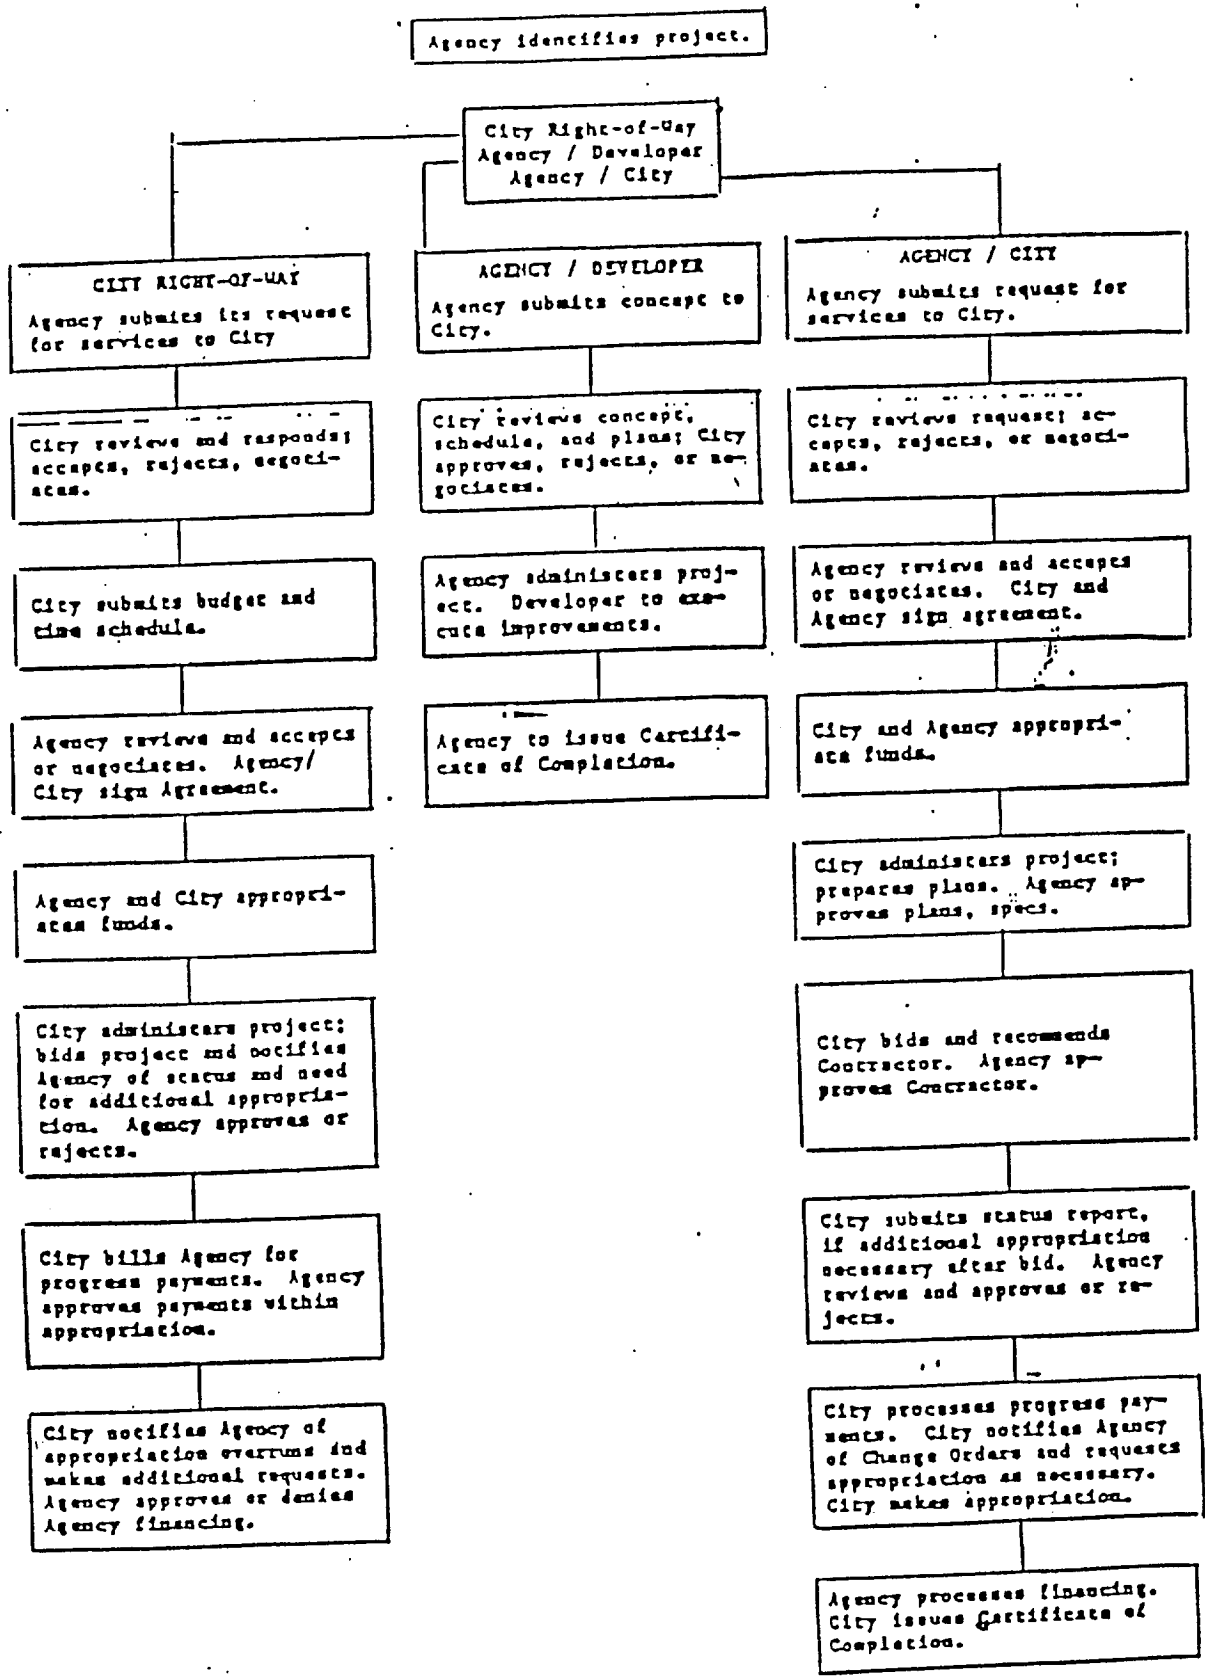 Agency identifies project.
City Right-of-Way
Agency / Developer
Agency / City
CITY RIGHT-OF-WAY
Agency submits its request
for services to City
City reviews and responds;
accepts, rejects, negoti-
ates.
City submits budget and
time schedule.
Agency reviews and accepts
or negotiates. Agency/
City sign Agreement.
Agency and City appropri-
ates funds.
City administers project;
bids project and notifies
Agency of status and need
for additional appropria-
tion. Agency approves or
rejects.
City bills Agency for
progress payments. Agency
approves payments within
appropriation.
City notifies Agency of
appropriation overruns and
makes additional requests.
Agency approves or denies
Agency financing.
AGENCY / DEVELOPER
Agency submits concept to
City.
City reviews concept,
schedule, and plans; City
approves, rejects, or ne-
gotiates.
Agency administers proj-
ect. Developer to exe-
cute improvements.
Agency to issue Certifi-
cate of Completion.
AGENCY / CITY
Agency submits request for
services to City.
City reviews request; ac-
cepts, rejects, or negoti-
ates.
Agency reviews and accepts
or negotiates. City and
Agency sign agreement.
City and Agency appropri-
ate funds.
City administers project;
prepares plans. Agency ap-
proves plans, specs.
City bids and recommends
Contractor. Agency ap-
proves Contractor.
City submits status report,
if additional appropriation
necessary after bid. Agency
reviews and approves or re-
jects.
City processes progress pay-
ments. City notifies Agency
of Change Orders and requests
appropriation as necessary.
City makes appropriation.
Agency processes financing.
City issues Certificate of
Completion.